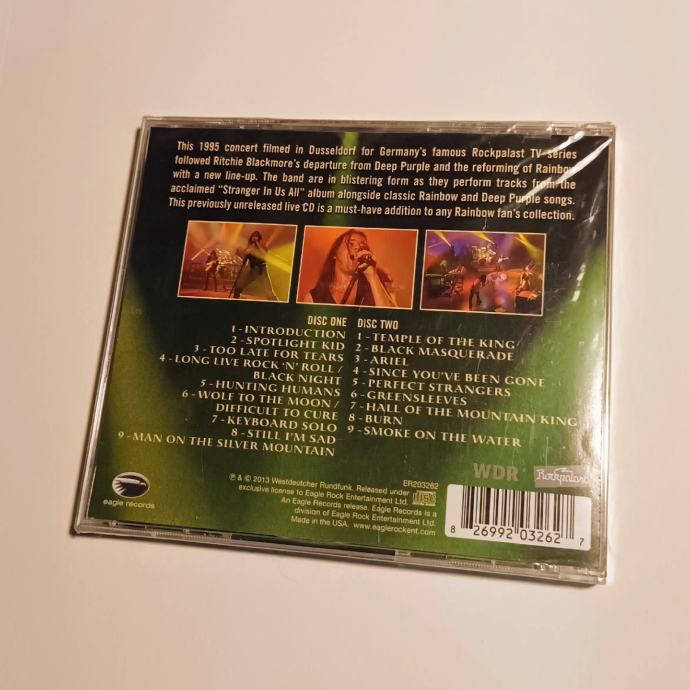 This 1995 concert filmed in Dusseldorf for Germany's famous Rockpalast TV series
followed Ritchie Blackmore's departure from Deep Purple and the reforming of Rainbow
with a new line-up. The band are in blistering form as they perform tracks from the
acclaimed "Stranger In Us All" album alongside classic Rainbow and Deep Purple songs.
This previously unreleased live CD is a must-have addition to any Rainbow fan's collection.
DISC ONE
1 - INTRODUCTION
2 - SPOTLIGHT KID
3 - TOO LATE FOR TEARS
4 - LONG LIVE ROCK 'N' ROLL /
BLACK NIGHT
5 - HUNTING HUMANS
6 - WOLF TO THE MOON /
DIFFICULT TO CURE
7 - KEYBOARD SOLO
8 - STILL I'M SAD
9 - MAN ON THE SILVER MOUNTAIN
DISC TWO
1 - TEMPLE OF THE KING
2 - BLACK MASQUERADE
3 - ARIEL
4 - SINCE YOU'VE BEEN GONE
5 - PERFECT STRANGERS
6 - GREENSLEEVES
7 - HALL OF THE MOUNTAIN KING
8 - BURN
9 - SMOKE ON THE WATER
eagle records
℗ & © 2013 Westdeutcher Rundfunk. Released under
exclusive license to Eagle Rock Entertainment Ltd.
An Eagle Records release. Eagle Records is a
division of Eagle Rock Entertainment Ltd.
Made in the USA. www.eaglerockent.com
ER203262
WDR
Rockpalast
8 26992 03262 7